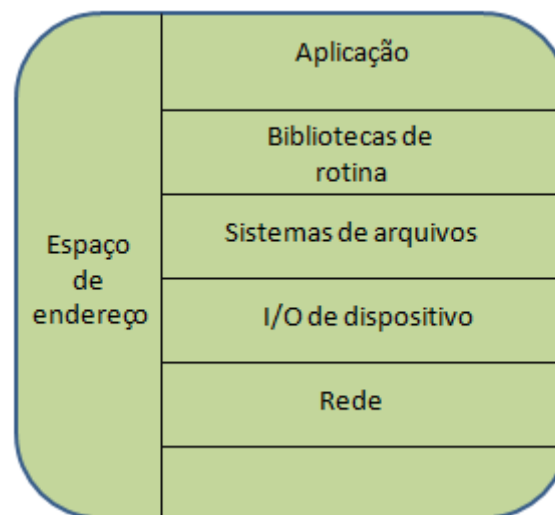 Aplicação
Bibliotecas de
rotina
Sistemas de arquivos
Espaço
de
endereço
I/O de dispositivo
Rede